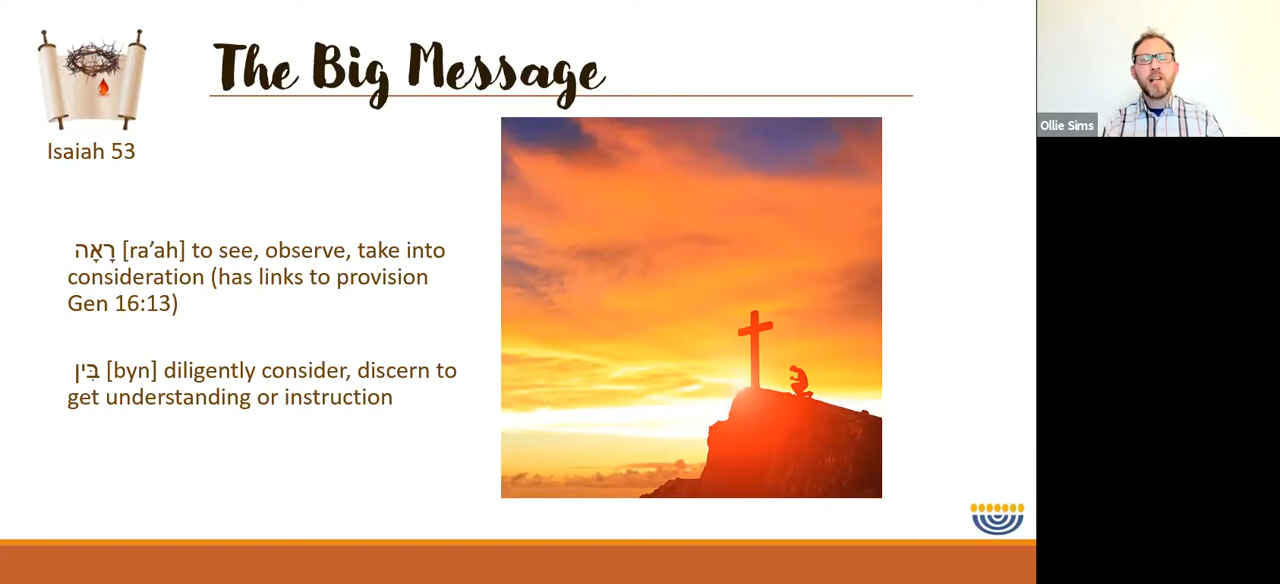 The Big Message
Isaiah 53
רָאָה [ra’ah] to see, observe, take into
consideration (has links to provision
Gen 16:13)
בִּין [byn] diligently consider, discern to
get understanding or instruction
Ollie Sims